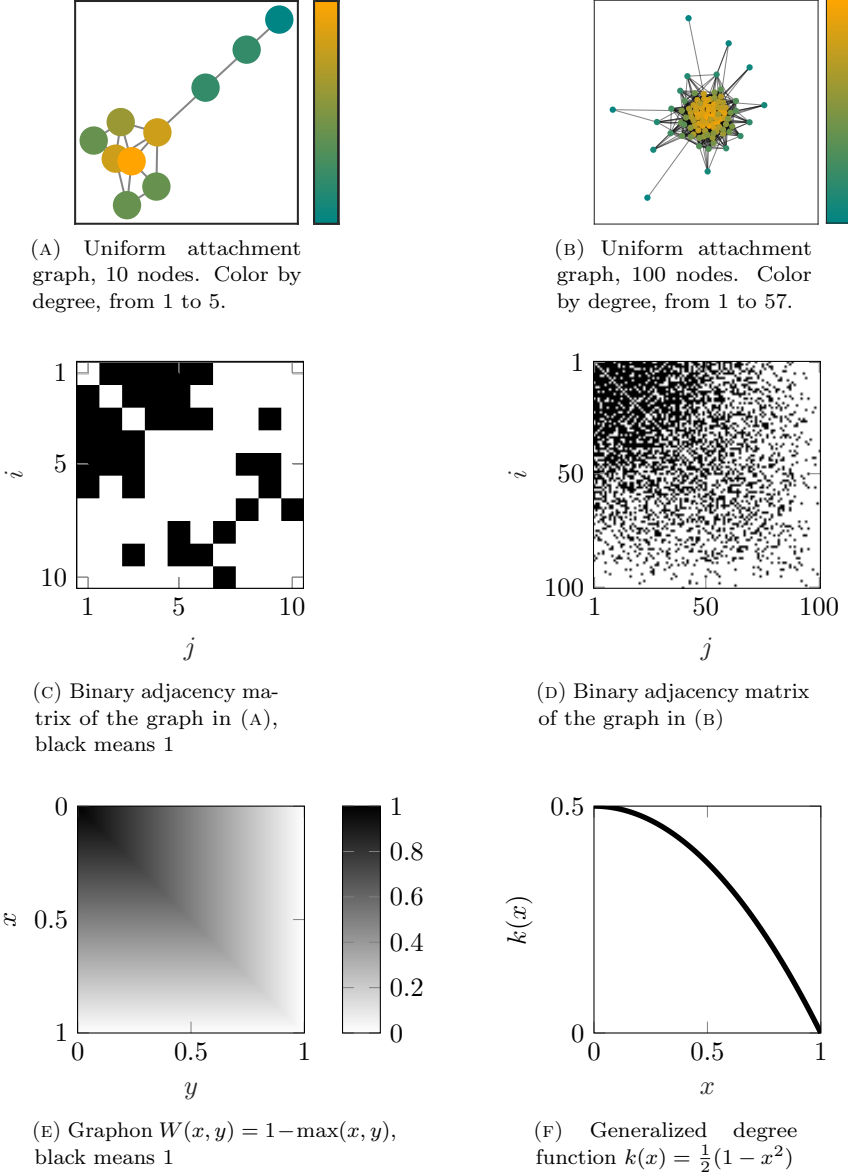 (A) Uniform attachment
graph, 10 nodes. Color by
degree, from 1 to 5.
(B) Uniform attachment
graph, 100 nodes. Color
by degree, from 1 to 57.
1
5
10
i
1 5 10
j
(C) Binary adjacency ma-
trix of the graph in (A),
black means 1
1
50
100
i
1 50 100
j
(D) Binary adjacency matrix
of the graph in (B)
0
0.5
1
x
0 0.5 1
y
1
0.8
0.6
0.4
0.2
0
(E) Graphon W(x, y) = 1−max(x, y),
black means 1
0.5
0
k(x)
0 0.5 1
x
(F) Generalized degree
function k(x) = ½(1 − x²)